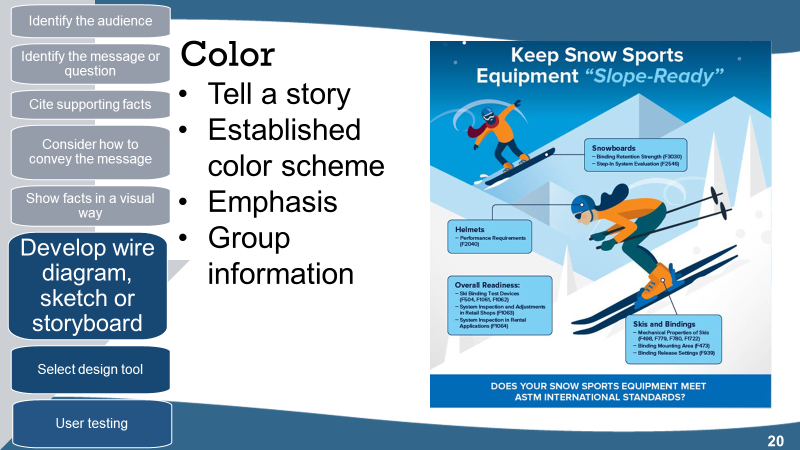 Identify the audience
Identify the message or
question
Cite supporting facts
Consider how to
convey the message
Show facts in a visual
way
Develop wire
diagram,
sketch or
storyboard
Select design tool
User testing
Color
• Tell a story
• Established
color scheme
• Emphasis
• Group
information
Keep Snow Sports
Equipment “Slope-Ready”
Snowboards
– Binding Retention Strength (F3030)
– Step-In System Evaluation (F2546)
Helmets
– Performance Requirements
(F2040)
Overall Readiness:
– Ski Binding Test Devices
(F504, F1061, F1062)
– System Inspection and Adjustments
in Retail Shops (F1063)
– System Inspection in Rental
Applications (F1064)
Skis and Bindings
– Mechanical Properties of Skis
(F498, F779, F780, F1722)
– Binding Mounting Area (F473)
– Binding Release Settings (F939)
DOES YOUR SNOW SPORTS EQUIPMENT MEET
ASTM INTERNATIONAL STANDARDS?
20